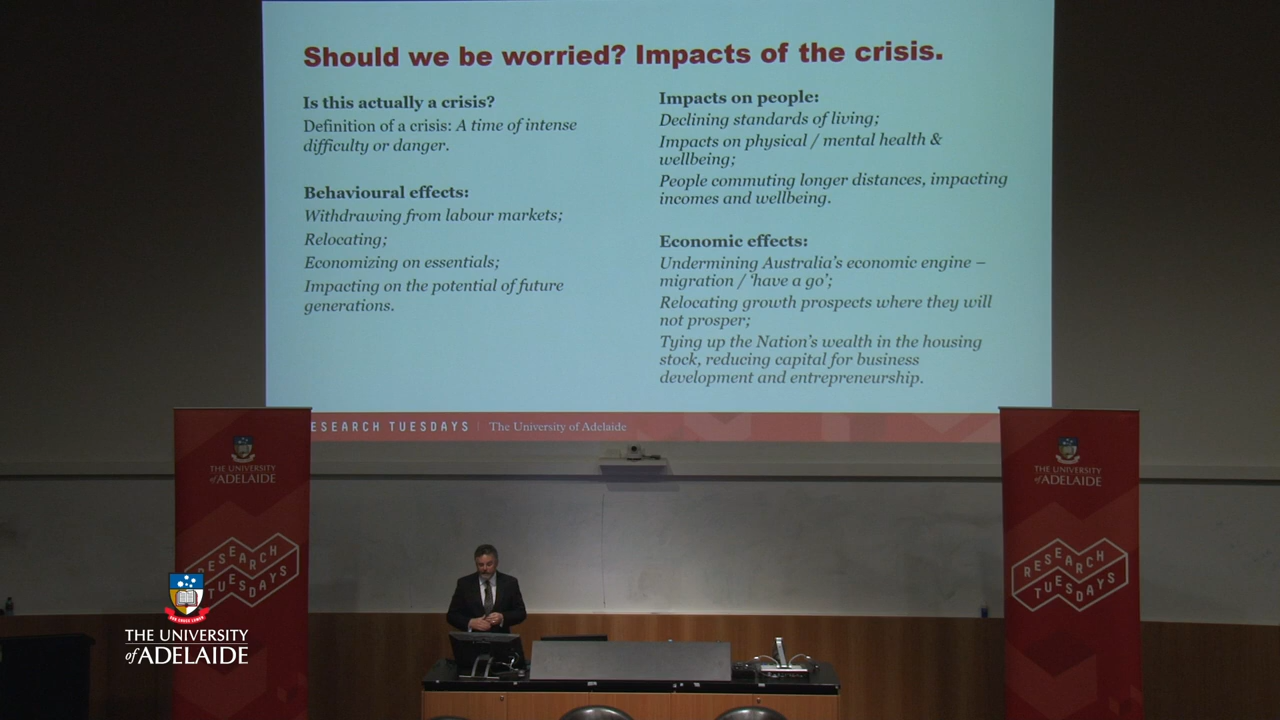 Should we be worried? Impacts of the crisis.
Is this actually a crisis?
Definition of a crisis: A time of intense
difficulty or danger.
Behavioural effects:
Withdrawing from labour markets;
Relocating;
Economizing on essentials;
Impacting on the potential of future
generations.
Impacts on people:
Declining standards of living;
Impacts on physical / mental health &
wellbeing;
People commuting longer distances, impacting
incomes and wellbeing.
Economic effects:
Undermining Australia's economic engine –
migration / 'have a go';
Relocating growth prospects where they will
not prosper;
Tying up the Nation's wealth in the housing
stock, reducing capital for business
development and entrepreneurship.
ESEARCH TUESDAYS | The University of Adelaide
THE UNIVERSITY
of ADELAIDE
RESEARCH
TUESDAYS
THE UNIVERSITY
of ADELAIDE
RESEARCH
TUESDAYS
THE UNIVERSITY
of ADELAIDE